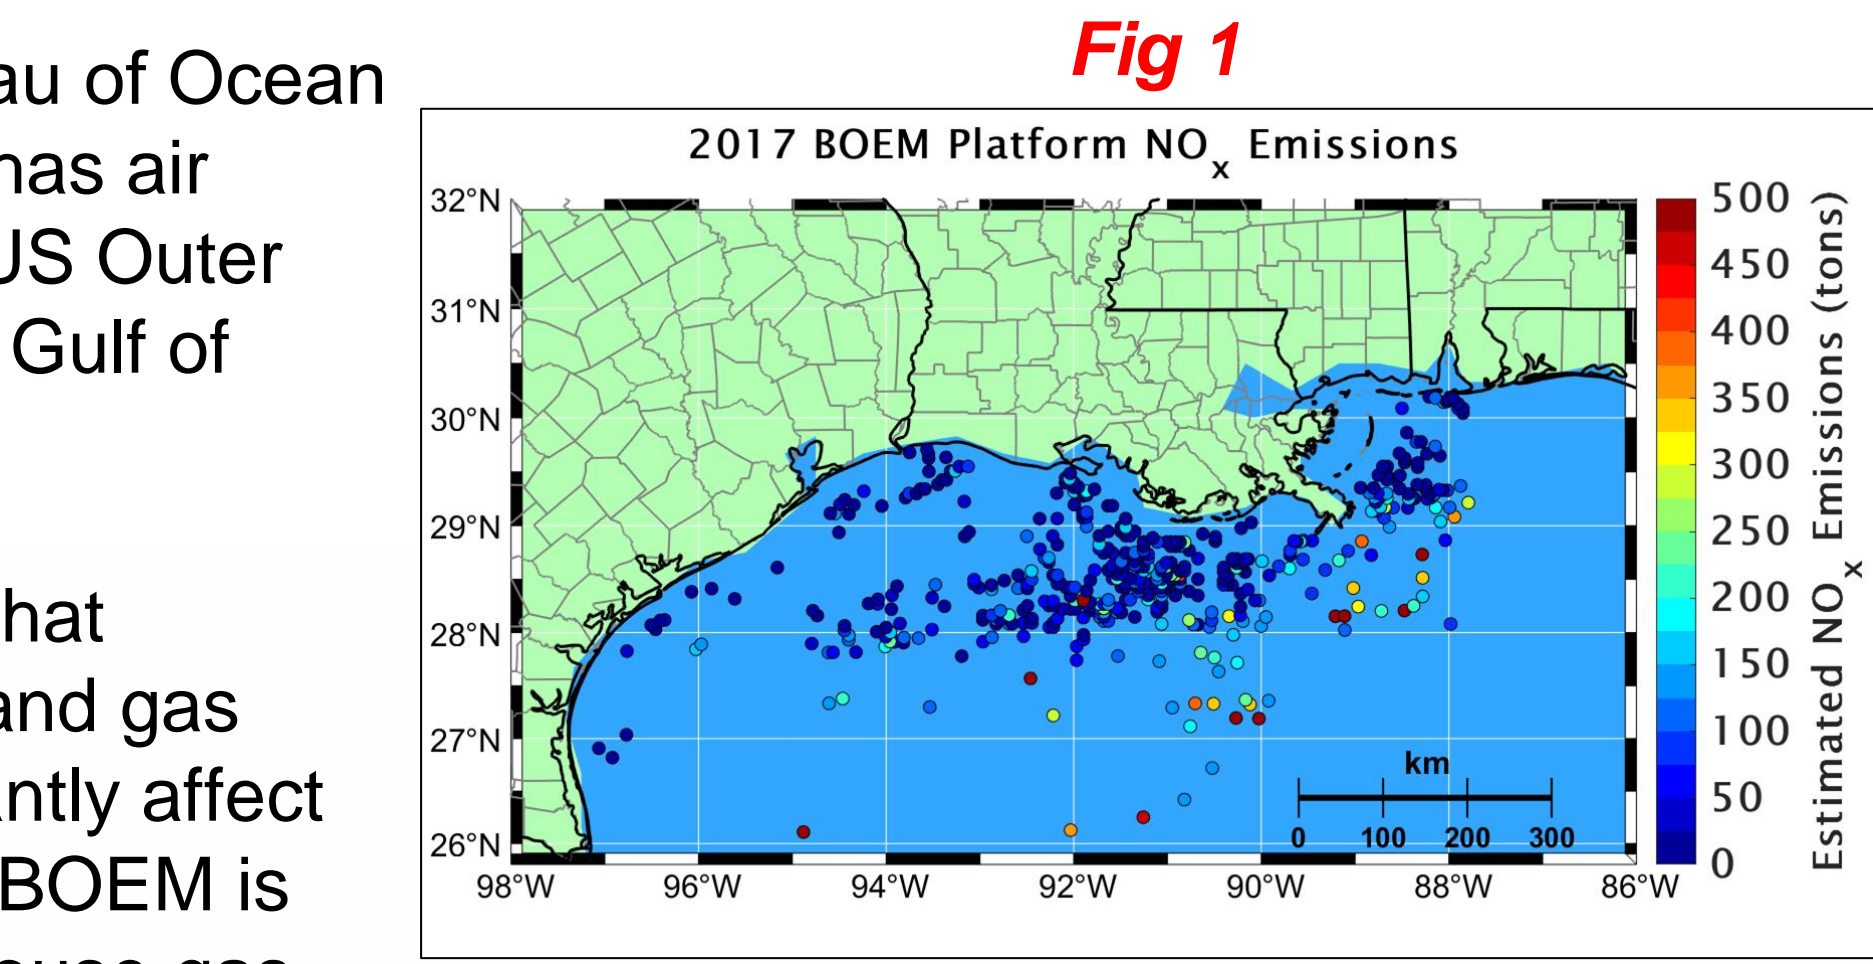 au of Ocean
has air
US Outer
Gulf of
hat
and gas
antly affect
BOEM is
Fig 1
2017 BOEM Platform NOx Emissions
32°N
31°N
30°N
29°N
28°N
27°N
26°N
98°W 96°W 94°W 92°W 90°W 88°W 86°W
km
0 100 200 300
500
450
400
350
300
250
200
150
100
50
0
Estimated NOx Emissions (tons)